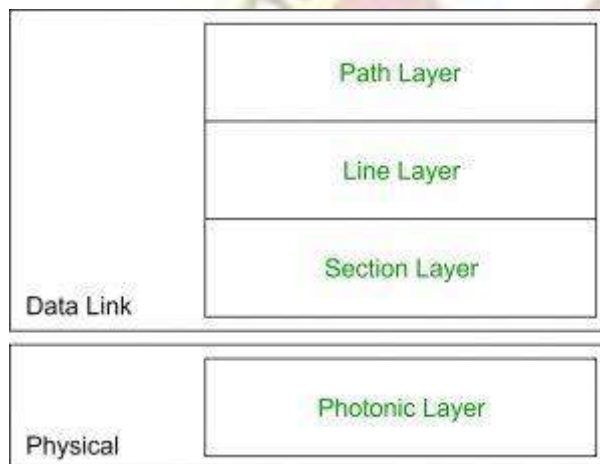 Path Layer
Line Layer
Section Layer
Data Link
Photonic Layer
Physical